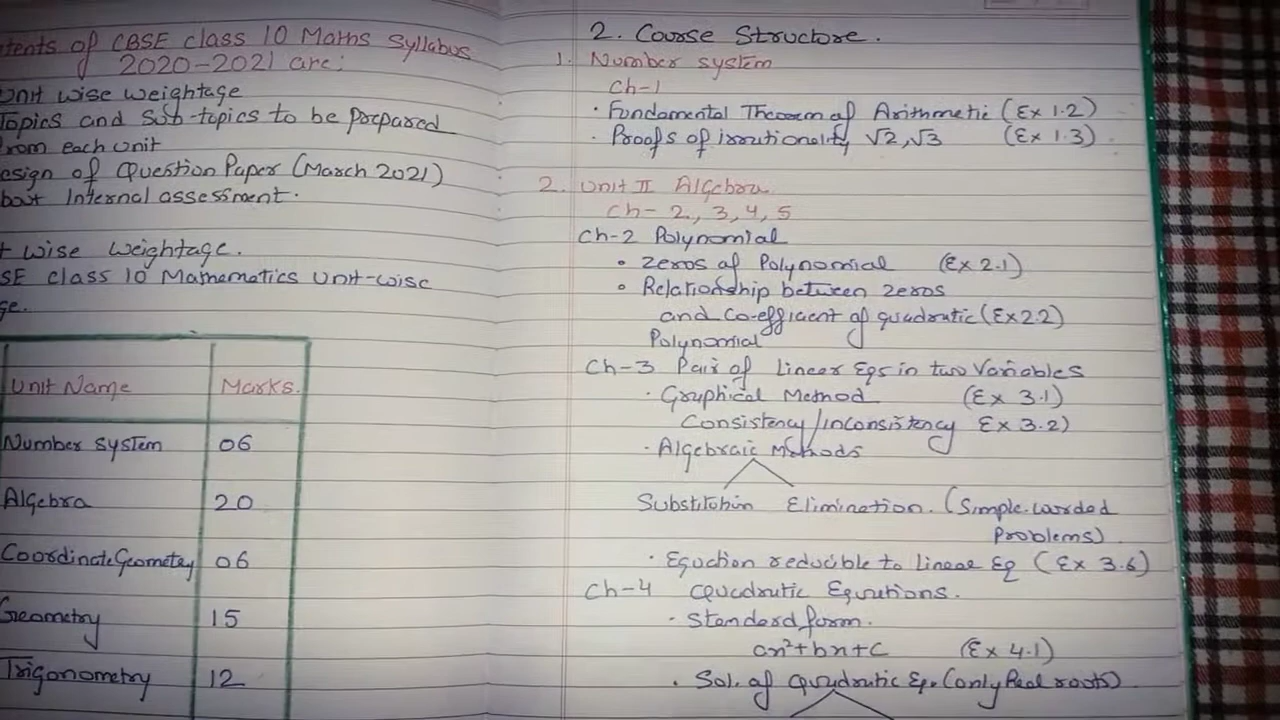 tents of CBSE class 10 Maths Syllabus
2020-2021 are:
Unit wise weightage
Topics and Sub-topics to be prepared
from each unit
esign of Question Paper (March 2021)
bout Internal assessment.
t wise weightage.
SE class 10 Mathematics Unit-wise
ge.
Unit Name Marks.
Number system 06
Algebra 20
Coordinate Geometry 06
Geometry 15
Trigonometry 12
2. Course Structure.
1. Number system
Ch-1
· Fundamental Theorem of Arithmetic (Ex 1.2)
· Proofs of irrationality √2, √3 (Ex 1.3)
2. Unit II Algebra
Ch- 2, 3, 4, 5
Ch-2 Polynomial
• Zeros of Polynomial (Ex 2.1)
• Relationship between zeros
and co-efficient of quadratic (Ex 2.2)
Polynomial
Ch-3 Pair of Linear Eqs in two Variables
· Graphical Method (Ex 3.1)
Consistency/inconsistency Ex 3.2)
· Algebraic Methods
Substitution Elimination. (Simple worded
Problems)
· Equation reducible to linear Eq (Ex 3.6)
Ch-4 Quadratic Equations.
· Standard form.
ax²+bx+c (Ex 4.1)
• Sol. of Quadratic Eq. (only Real roots)